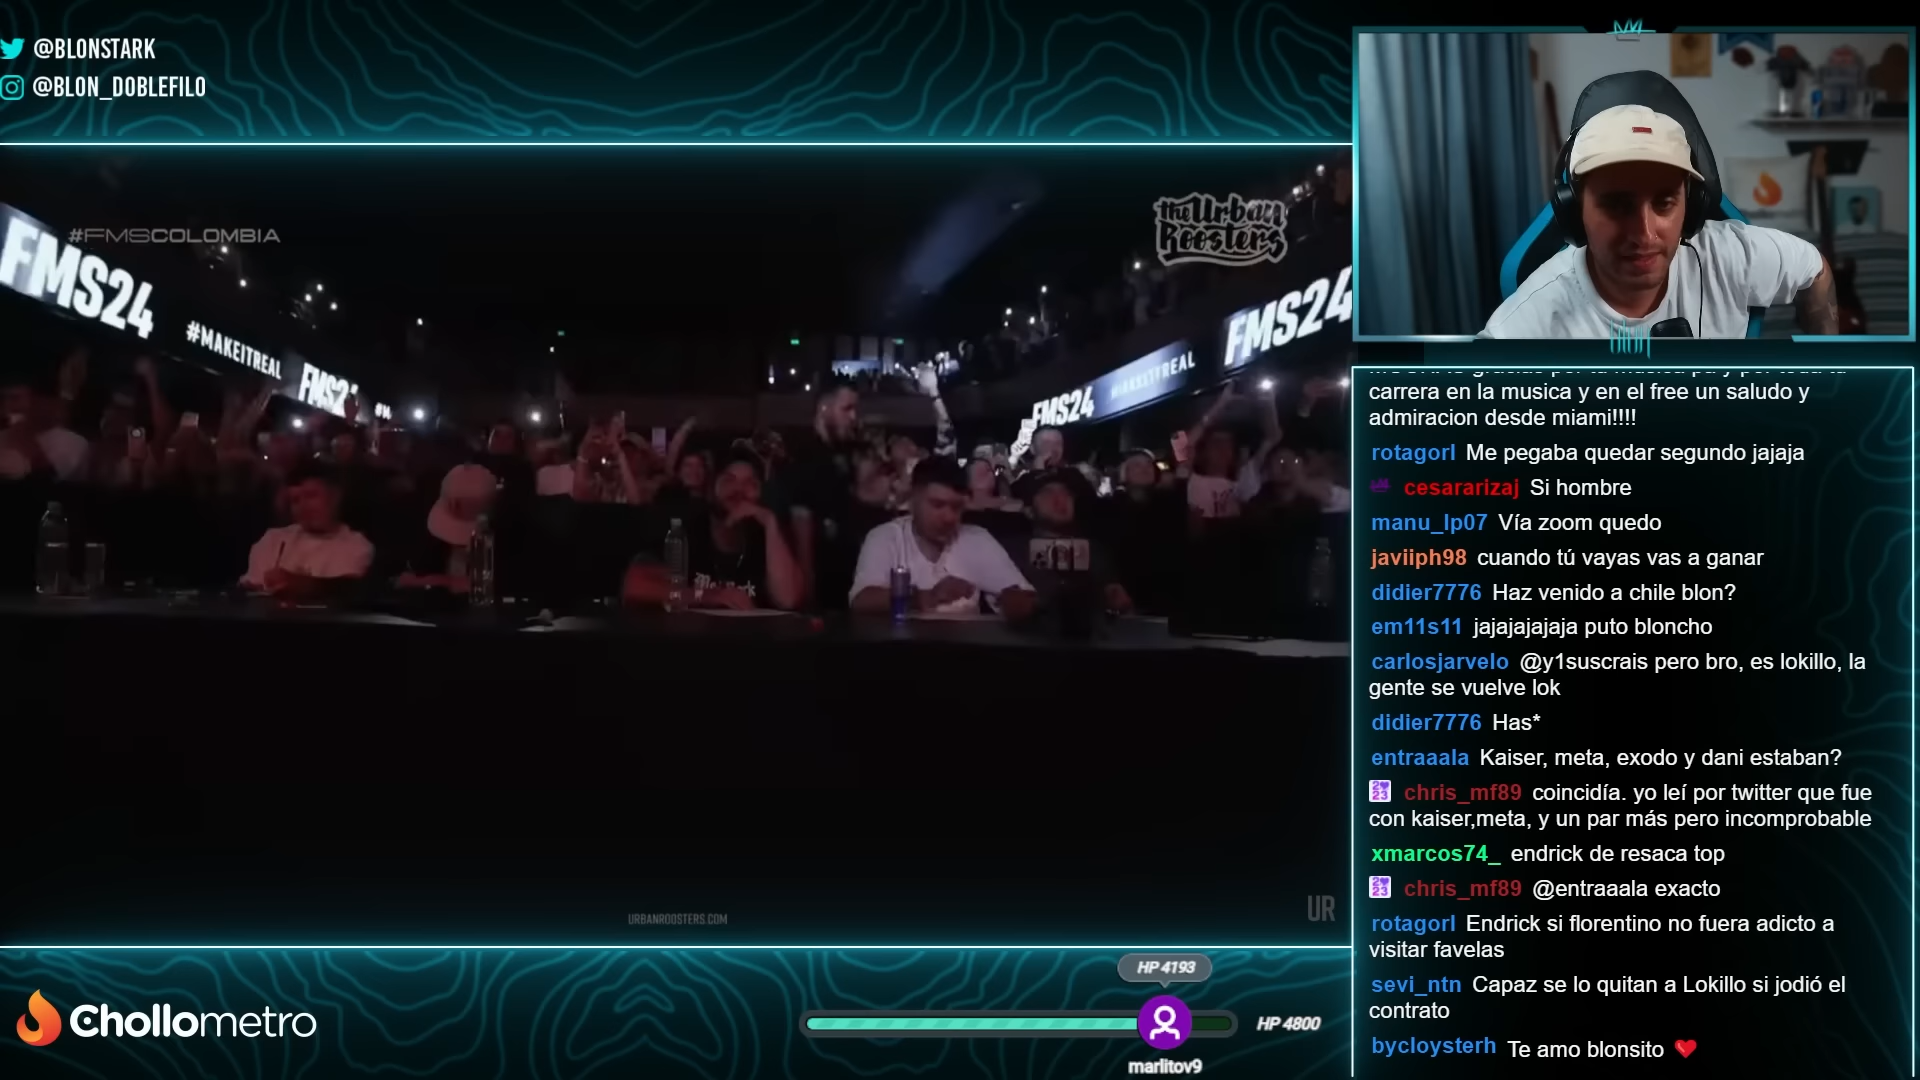 @BLONSTARK
@BLON_DOBLEFILO
#FMSCOLOMBIA
the Urban
Roosters
FMS24
#MAKEITREAL
FMS24
FMS24
FMS24
URBANROOSTERS.COM
UR
Chollometro
HP 4193
HP 4800
marlitov9
carrera en la musica y en el free un saludo y
admiracion desde miami!!!!
rotagorl Me pegaba quedar segundo jajaja
cesararizaj Si hombre
manu_lp07 Vía zoom quedo
javiiph98 cuando tú vayas vas a ganar
didier7776 Haz venido a chile blon?
em11s11 jajajajajaja puto bloncho
carlosjarvelo @y1suscrais pero bro, es lokillo, la
gente se vuelve lok
didier7776 Has*
entraaala Kaiser, meta, exodo y dani estaban?
chris_mf89 coincidía. yo leí por twitter que fue
con kaiser,meta, y un par más pero incomprobable
xmarcos74_ endrick de resaca top
chris_mf89 @entraaala exacto
rotagorl Endrick si florentino no fuera adicto a
visitar favelas
sevi_ntn Capaz se lo quitan a Lokillo si jodió el
contrato
bycloysterh Te amo blonsito